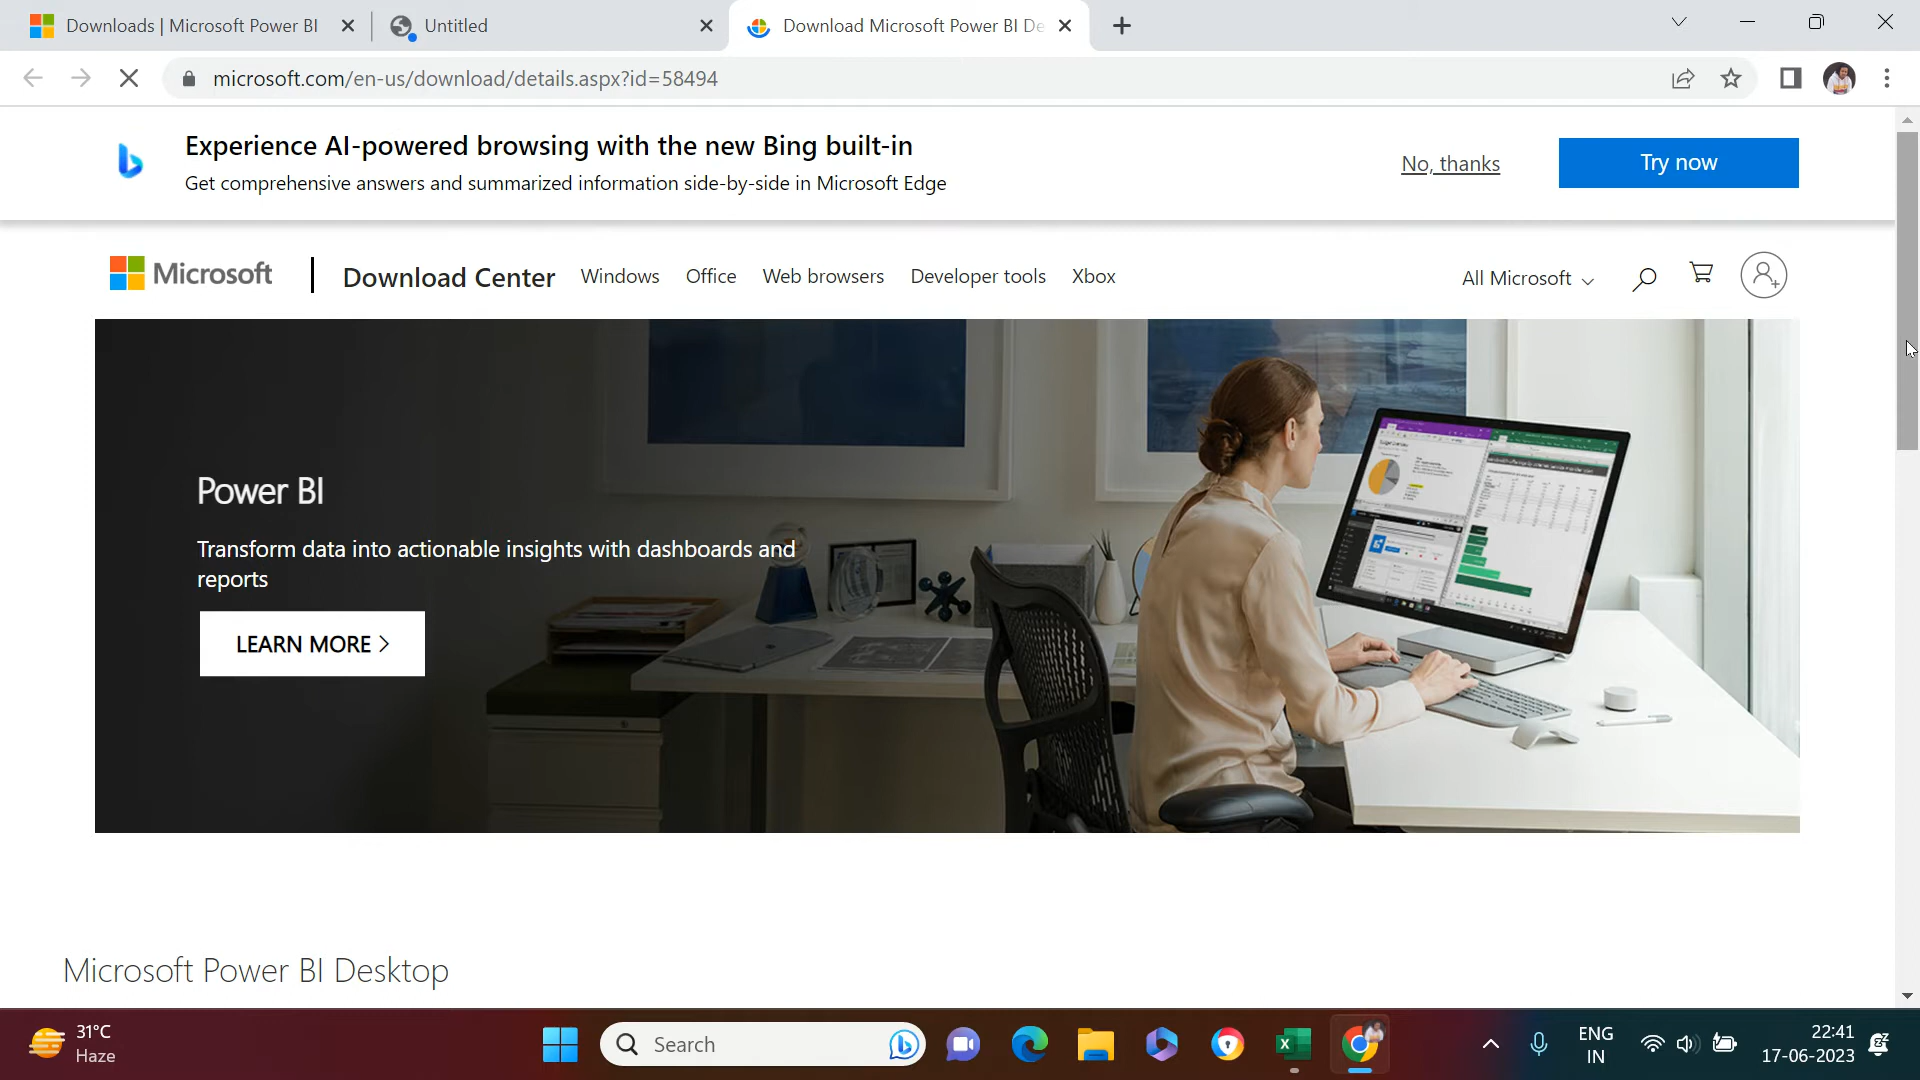 Downloads | Microsoft Power BI
Untitled
Download Microsoft Power BI De
microsoft.com/en-us/download/details.aspx?id=58494
Experience AI-powered browsing with the new Bing built-in
Get comprehensive answers and summarized information side-by-side in Microsoft Edge
No, thanks
Try now
Microsoft
Download Center
Windows
Office
Web browsers
Developer tools
Xbox
All Microsoft
Power BI
Transform data into actionable insights with dashboards and
reports
LEARN MORE >
Microsoft Power BI Desktop
31°C
Haze
Search
ENG
IN
22:41
17-06-2023